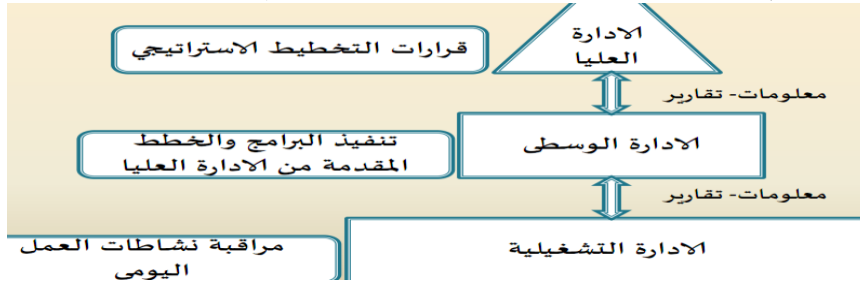 الادارة
العليا
قرارات التخطيط الاستراتيجي
معلومات- تقارير
الادارة الوسطى
تنفيذ البرامج والخطط
المقدمة من الادارة العليا
معلومات- تقارير
الادارة التشغيلية
مراقبة نشاطات العمل
اليومي